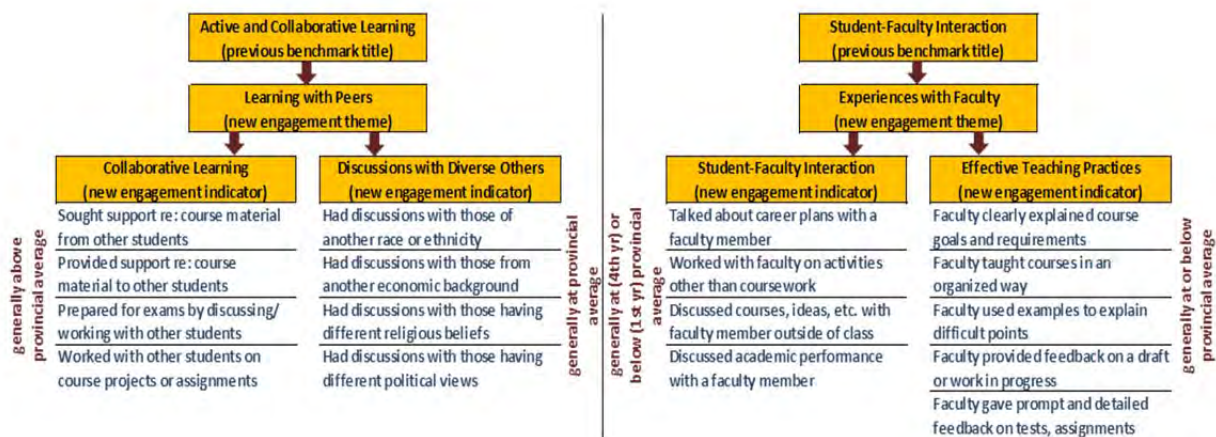 Active and Collaborative Learning
(previous benchmark title)
Learning with Peers
(new engagement theme)
Collaborative Learning
(new engagement indicator)
Sought support re: course material
from other students
Provided support re: course
material to other students
Prepared for exams by discussing/
working with other students
Worked with other students on
course projects or assignments
generally above
provincial average
Discussions with Diverse Others
(new engagement indicator)
Had discussions with those of
another race or ethnicity
Had discussions with those from
another economic background
Had discussions with those having
different religious beliefs
Had discussions with those having
different political views
generally at provincial
average
Student-Faculty Interaction
(previous benchmark title)
Experiences with Faculty
(new engagement theme)
generally at (4th yr) or
below (1st yr) provincial
average
Student-Faculty Interaction
(new engagement indicator)
Talked about career plans with a
faculty member
Worked with faculty on activities
other than coursework
Discussed courses, ideas, etc. with
faculty member outside of class
Discussed academic performance
with a faculty member
Effective Teaching Practices
(new engagement indicator)
Faculty clearly explained course
goals and requirements
Faculty taught courses in an
organized way
Faculty used examples to explain
difficult points
Faculty provided feedback on a draft
or work in progress
Faculty gave prompt and detailed
feedback on tests, assignments
generally at or below
provincial average